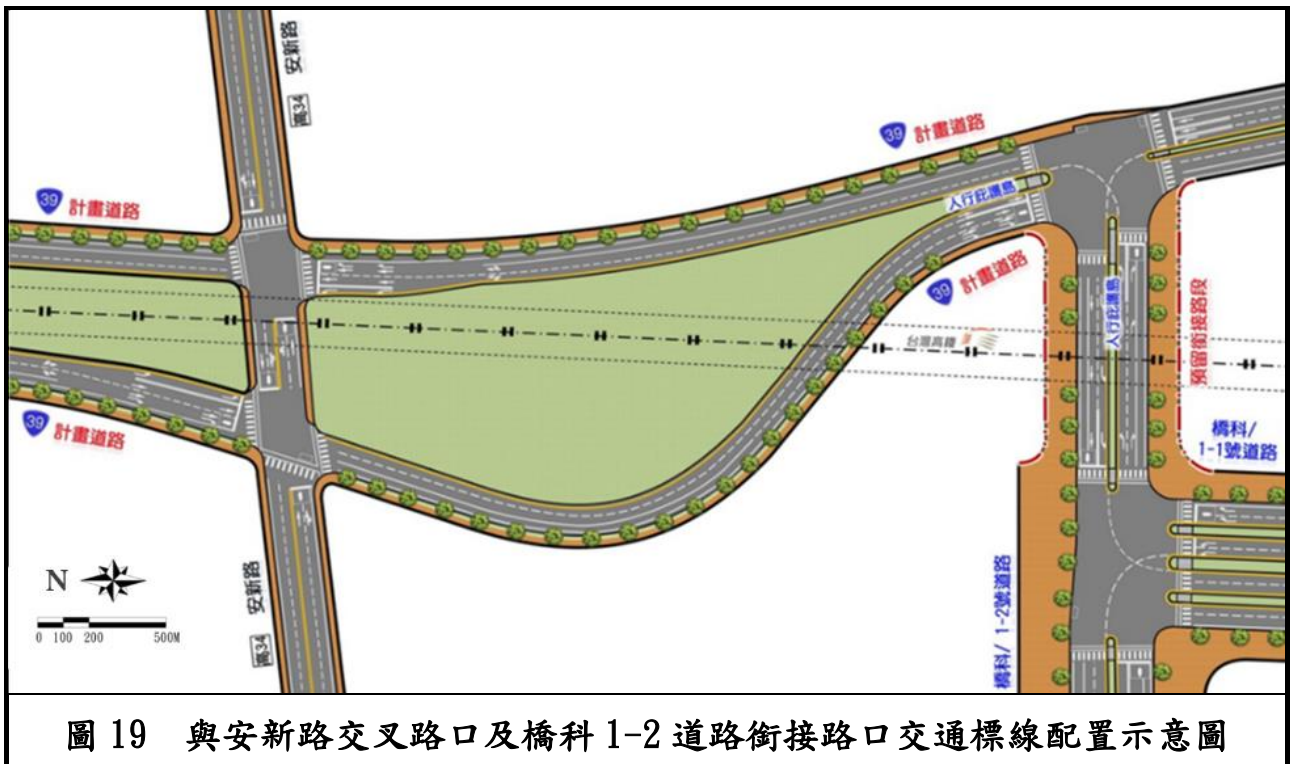 安新路
高34
39 計畫道路
39 計畫道路
人行庇護島
39 計畫道路
人行庇護島
預留銜接路段
台灣高鐵
39 計畫道路
橋科/
1-1號道路
橋科/ 1-2號道路
安新路
高34
N
0 100 200 500M
圖 19 與安新路交叉路口及橋科 1-2 道路銜接路口交通標線配置示意圖